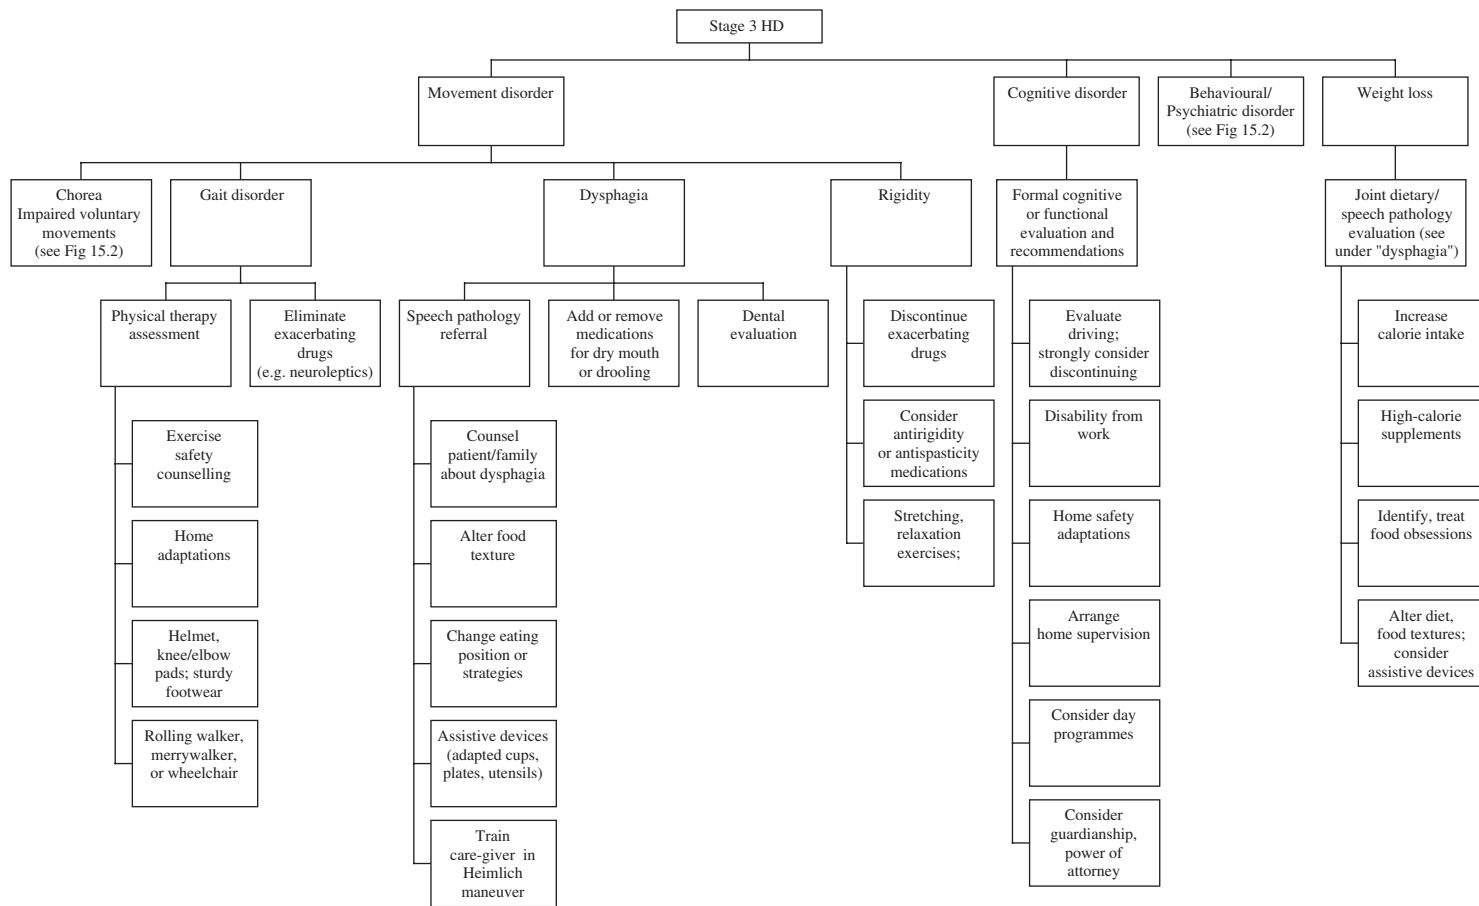 Stage 3 HD
Movement disorder
Cognitive disorder
Behavioural/
Psychiatric disorder
(see Fig 15.2)
Weight loss
Chorea
Impaired voluntary
movements
(see Fig 15.2)
Gait disorder
Dysphagia
Rigidity
Formal cognitive
or functional
evaluation and
recommendations
Joint dietary/
speech pathology
evaluation (see
under "dysphagia")
Physical therapy
assessment
Eliminate
exacerbating
drugs
(e.g. neuroleptics)
Speech pathology
referral
Add or remove
medications
for dry mouth
or drooling
Dental
evaluation
Discontinue
exacerbating
drugs
Evaluate
driving;
strongly consider
discontinuing
Increase
calorie intake
Exercise
safety
counselling
Counsel
patient/family
about dysphagia
Consider
antirigidity
or antispasticity
medications
Disability from
work
High-calorie
supplements
Home
adaptations
Alter food
texture
Stretching,
relaxation
exercises;
Home safety
adaptations
Identify, treat
food obsessions
Helmet,
knee/elbow
pads; sturdy
footwear
Change eating
position or
strategies
Arrange
home supervision
Alter diet,
food textures;
consider
assistive devices
Rolling walker,
merrywalker,
or wheelchair
Assistive devices
(adapted cups,
plates, utensils)
Consider day
programmes
Train
care-giver in
Heimlich
maneuver
Consider
guardianship,
power of
attorney